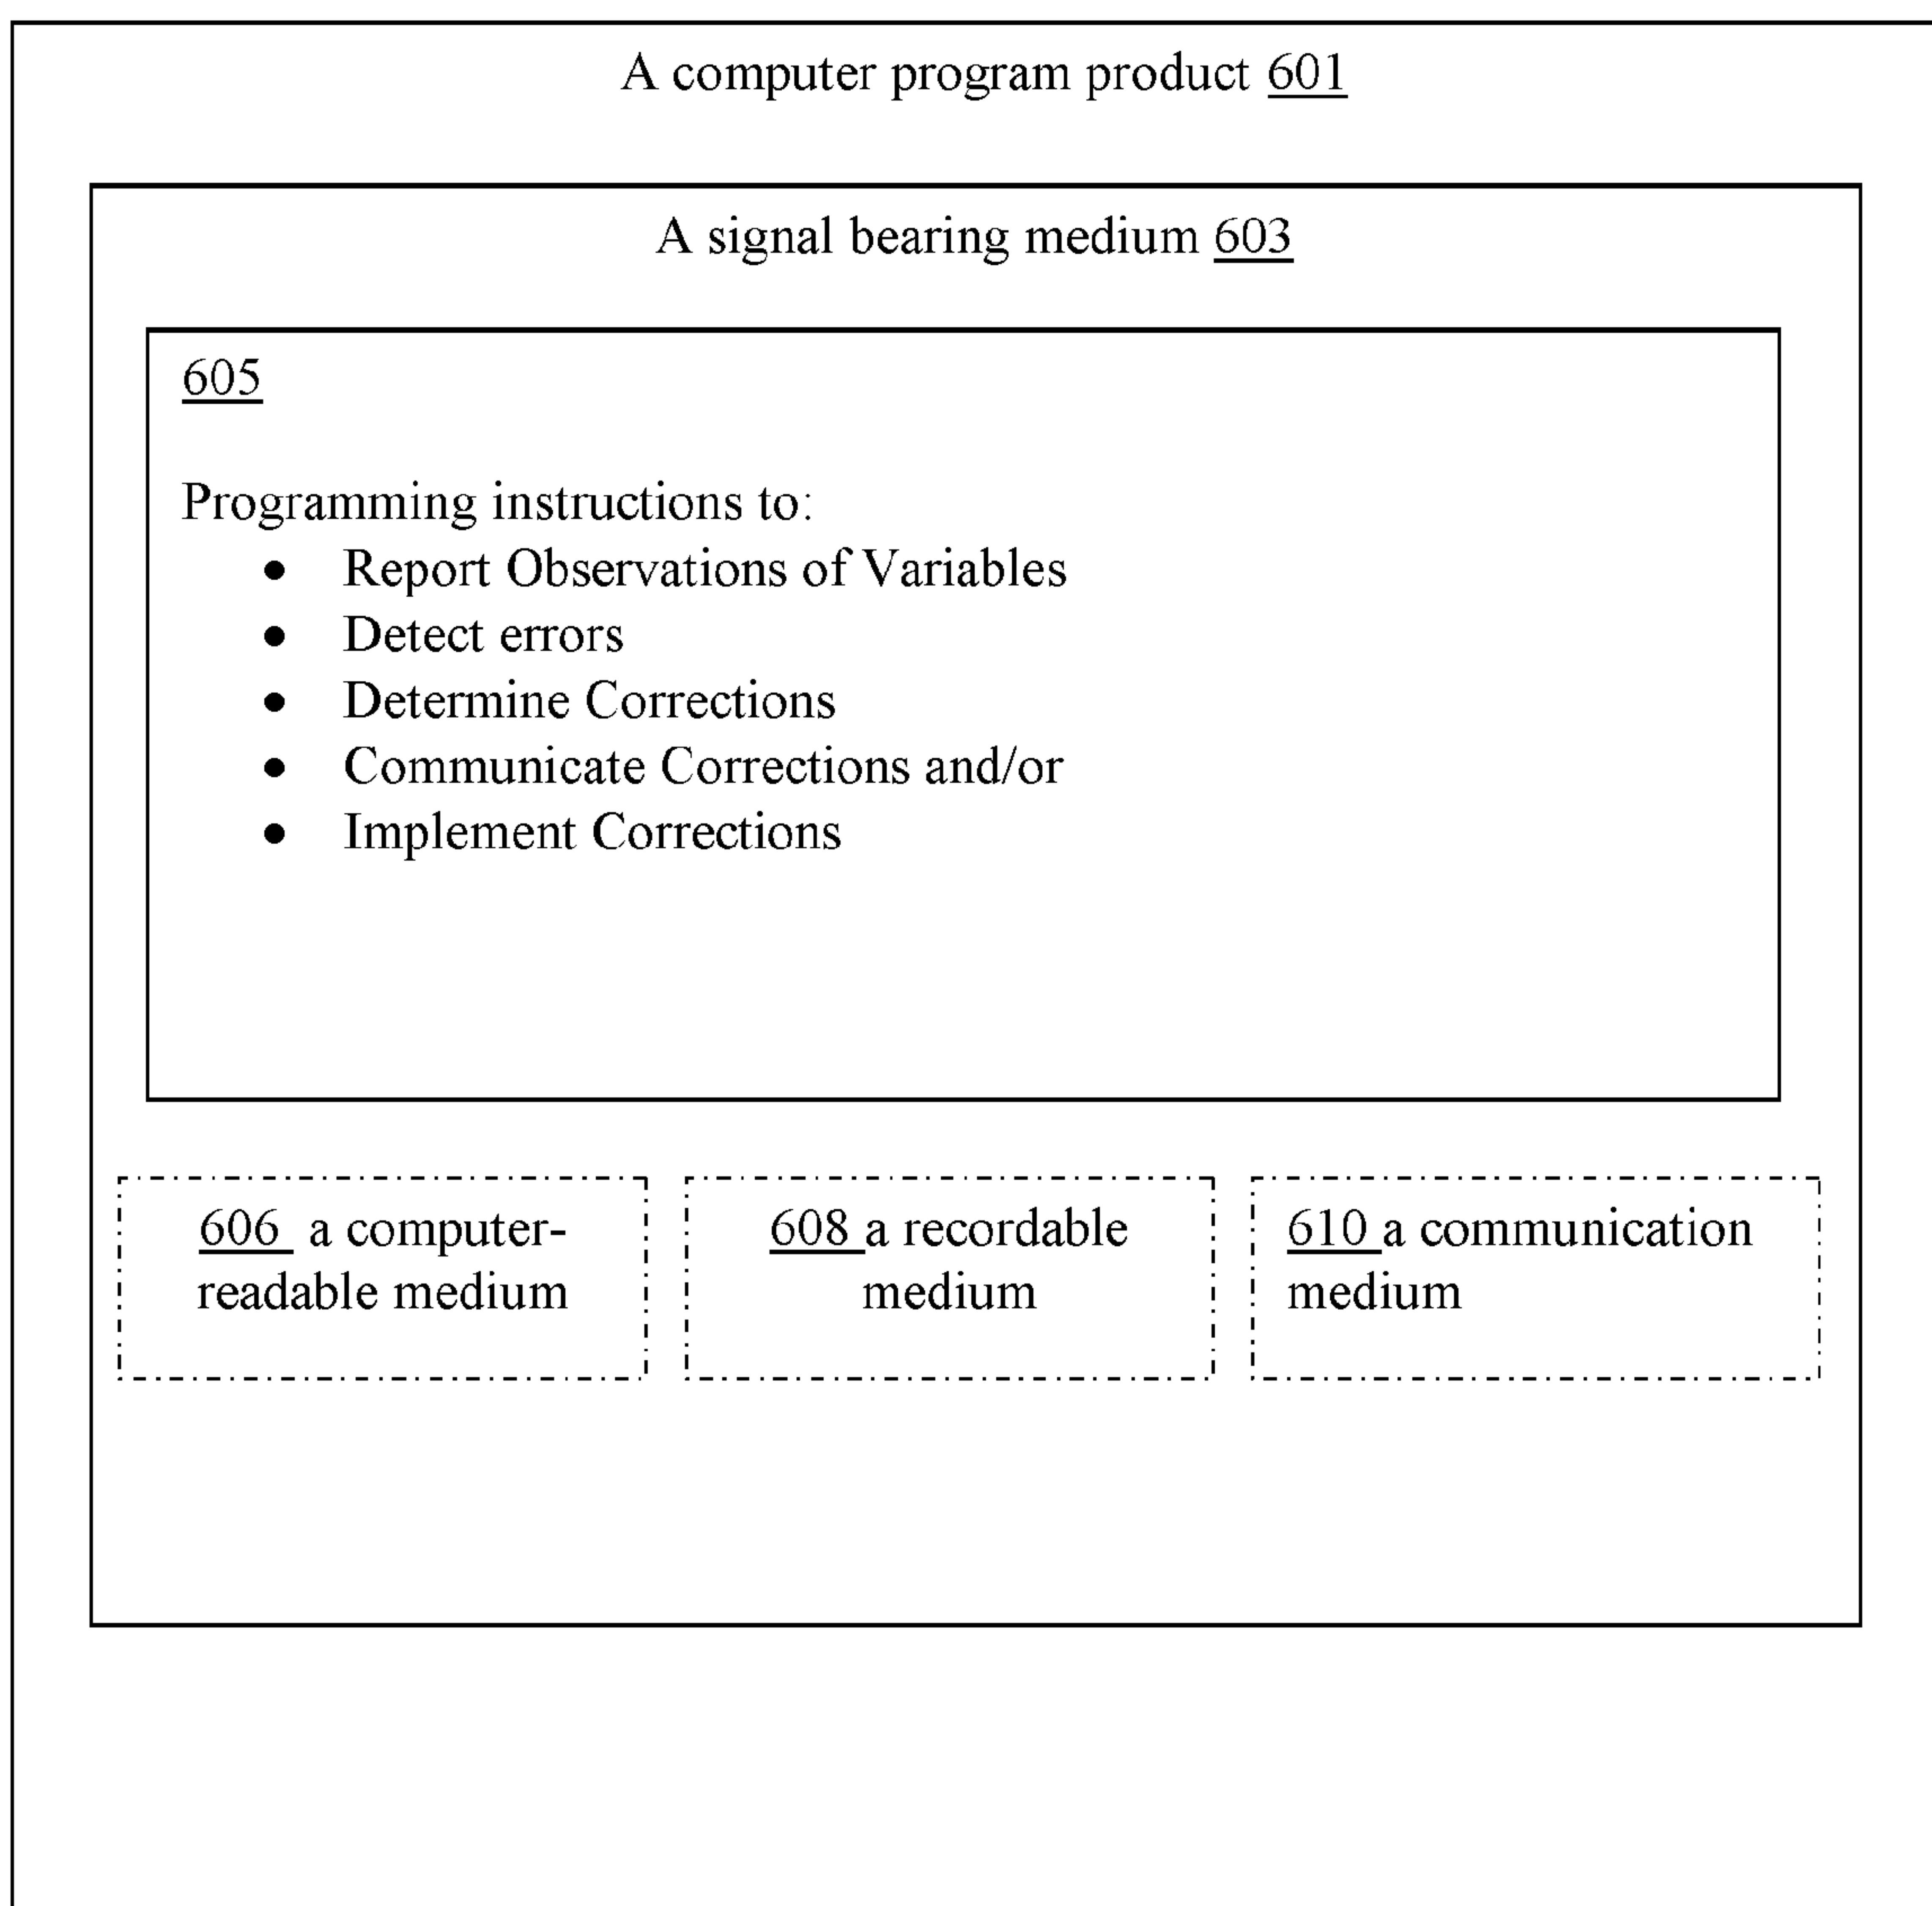 A computer program product 601
A signal bearing medium 603
605
Programming instructions to:
● Report Observations of Variables
● Detect errors
● Determine Corrections
● Communicate Corrections and/or
● Implement Corrections
606 a computer-
readable medium
608 a recordable
medium
610 a communication
medium